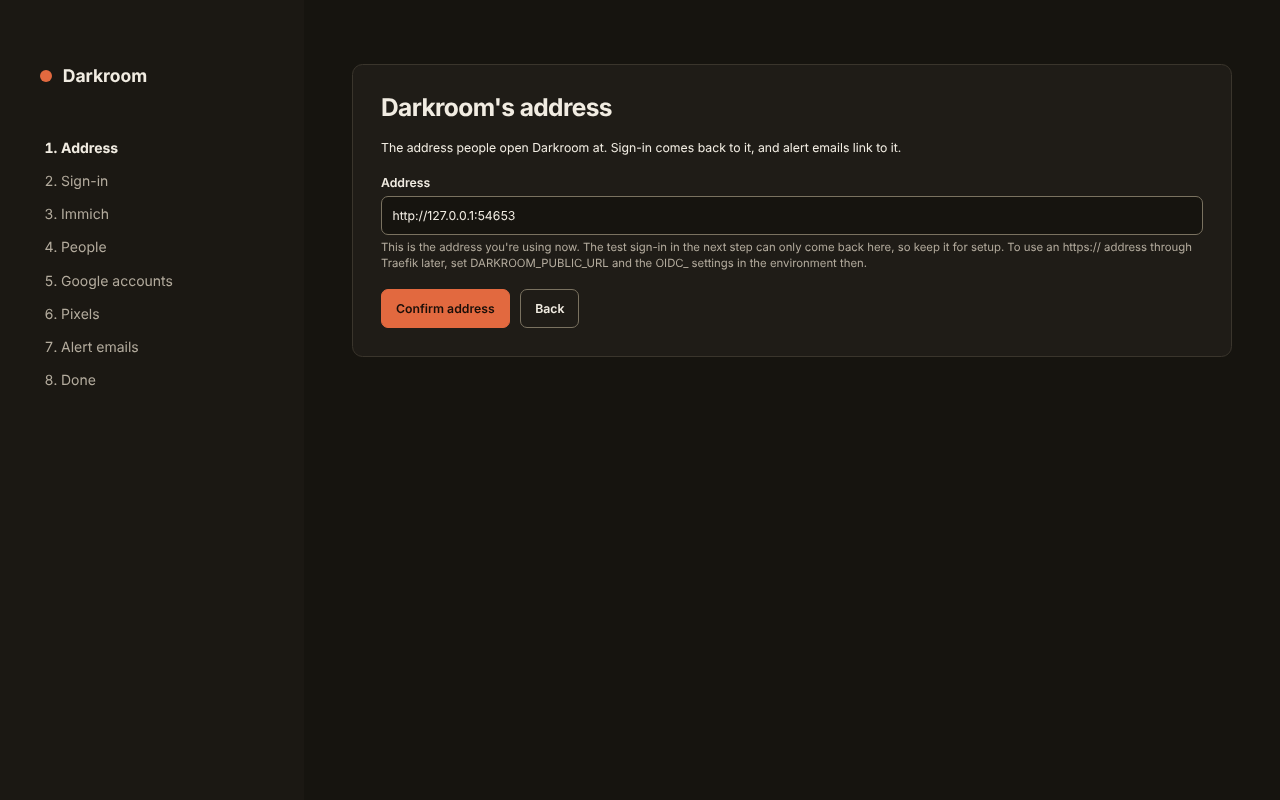 Darkroom
1. Address
2. Sign-in
3. Immich
4. People
5. Google accounts
6. Pixels
7. Alert emails
8. Done
Darkroom's address
The address people open Darkroom at. Sign-in comes back to it, and alert emails link to it.
Address
http://127.0.0.1:54653
This is the address you're using now. The test sign-in in the next step can only come back here, so keep it for setup. To use an https:// address through
Traefik later, set DARKROOM_PUBLIC_URL and the OIDC_ settings in the environment then.
Confirm address
Back